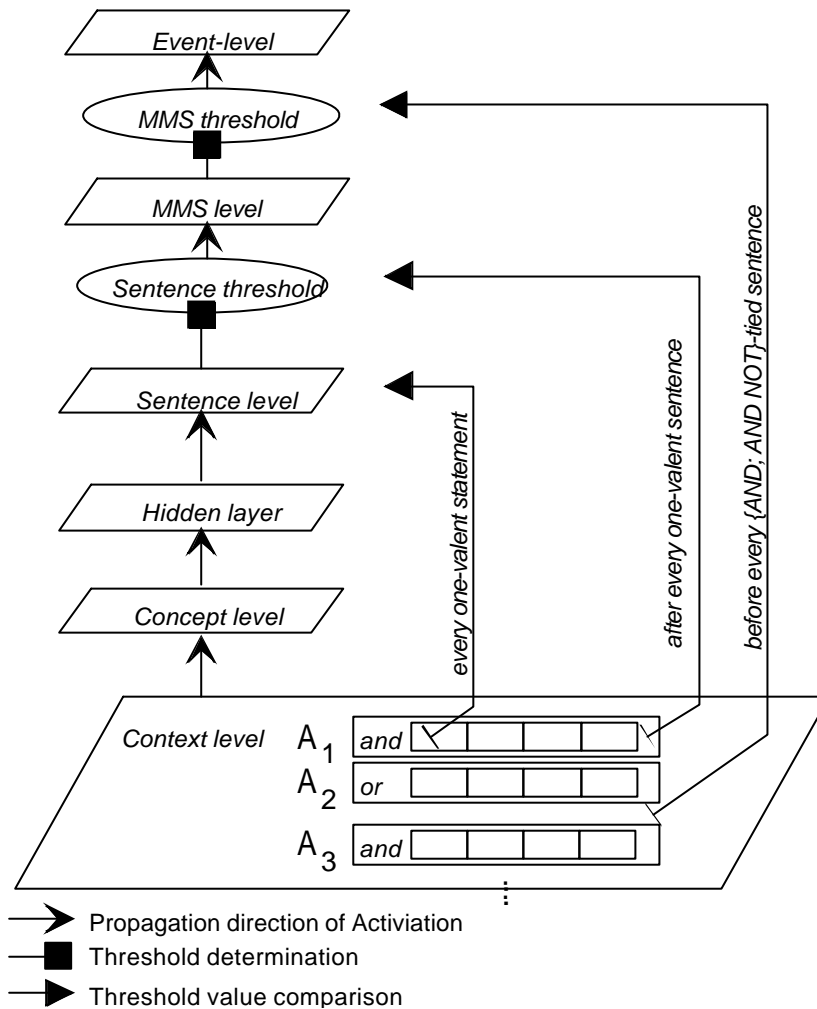 Event-level
MMS threshold
MMS level
Sentence threshold
Sentence level
Hidden layer
Concept level
every one-valent statement
after every one-valent sentence
before every {AND; AND NOT}-tied sentence
Context level
A1 and
A2 or
A3 and
Propagation direction of Activiation
Threshold determination
Threshold value comparison